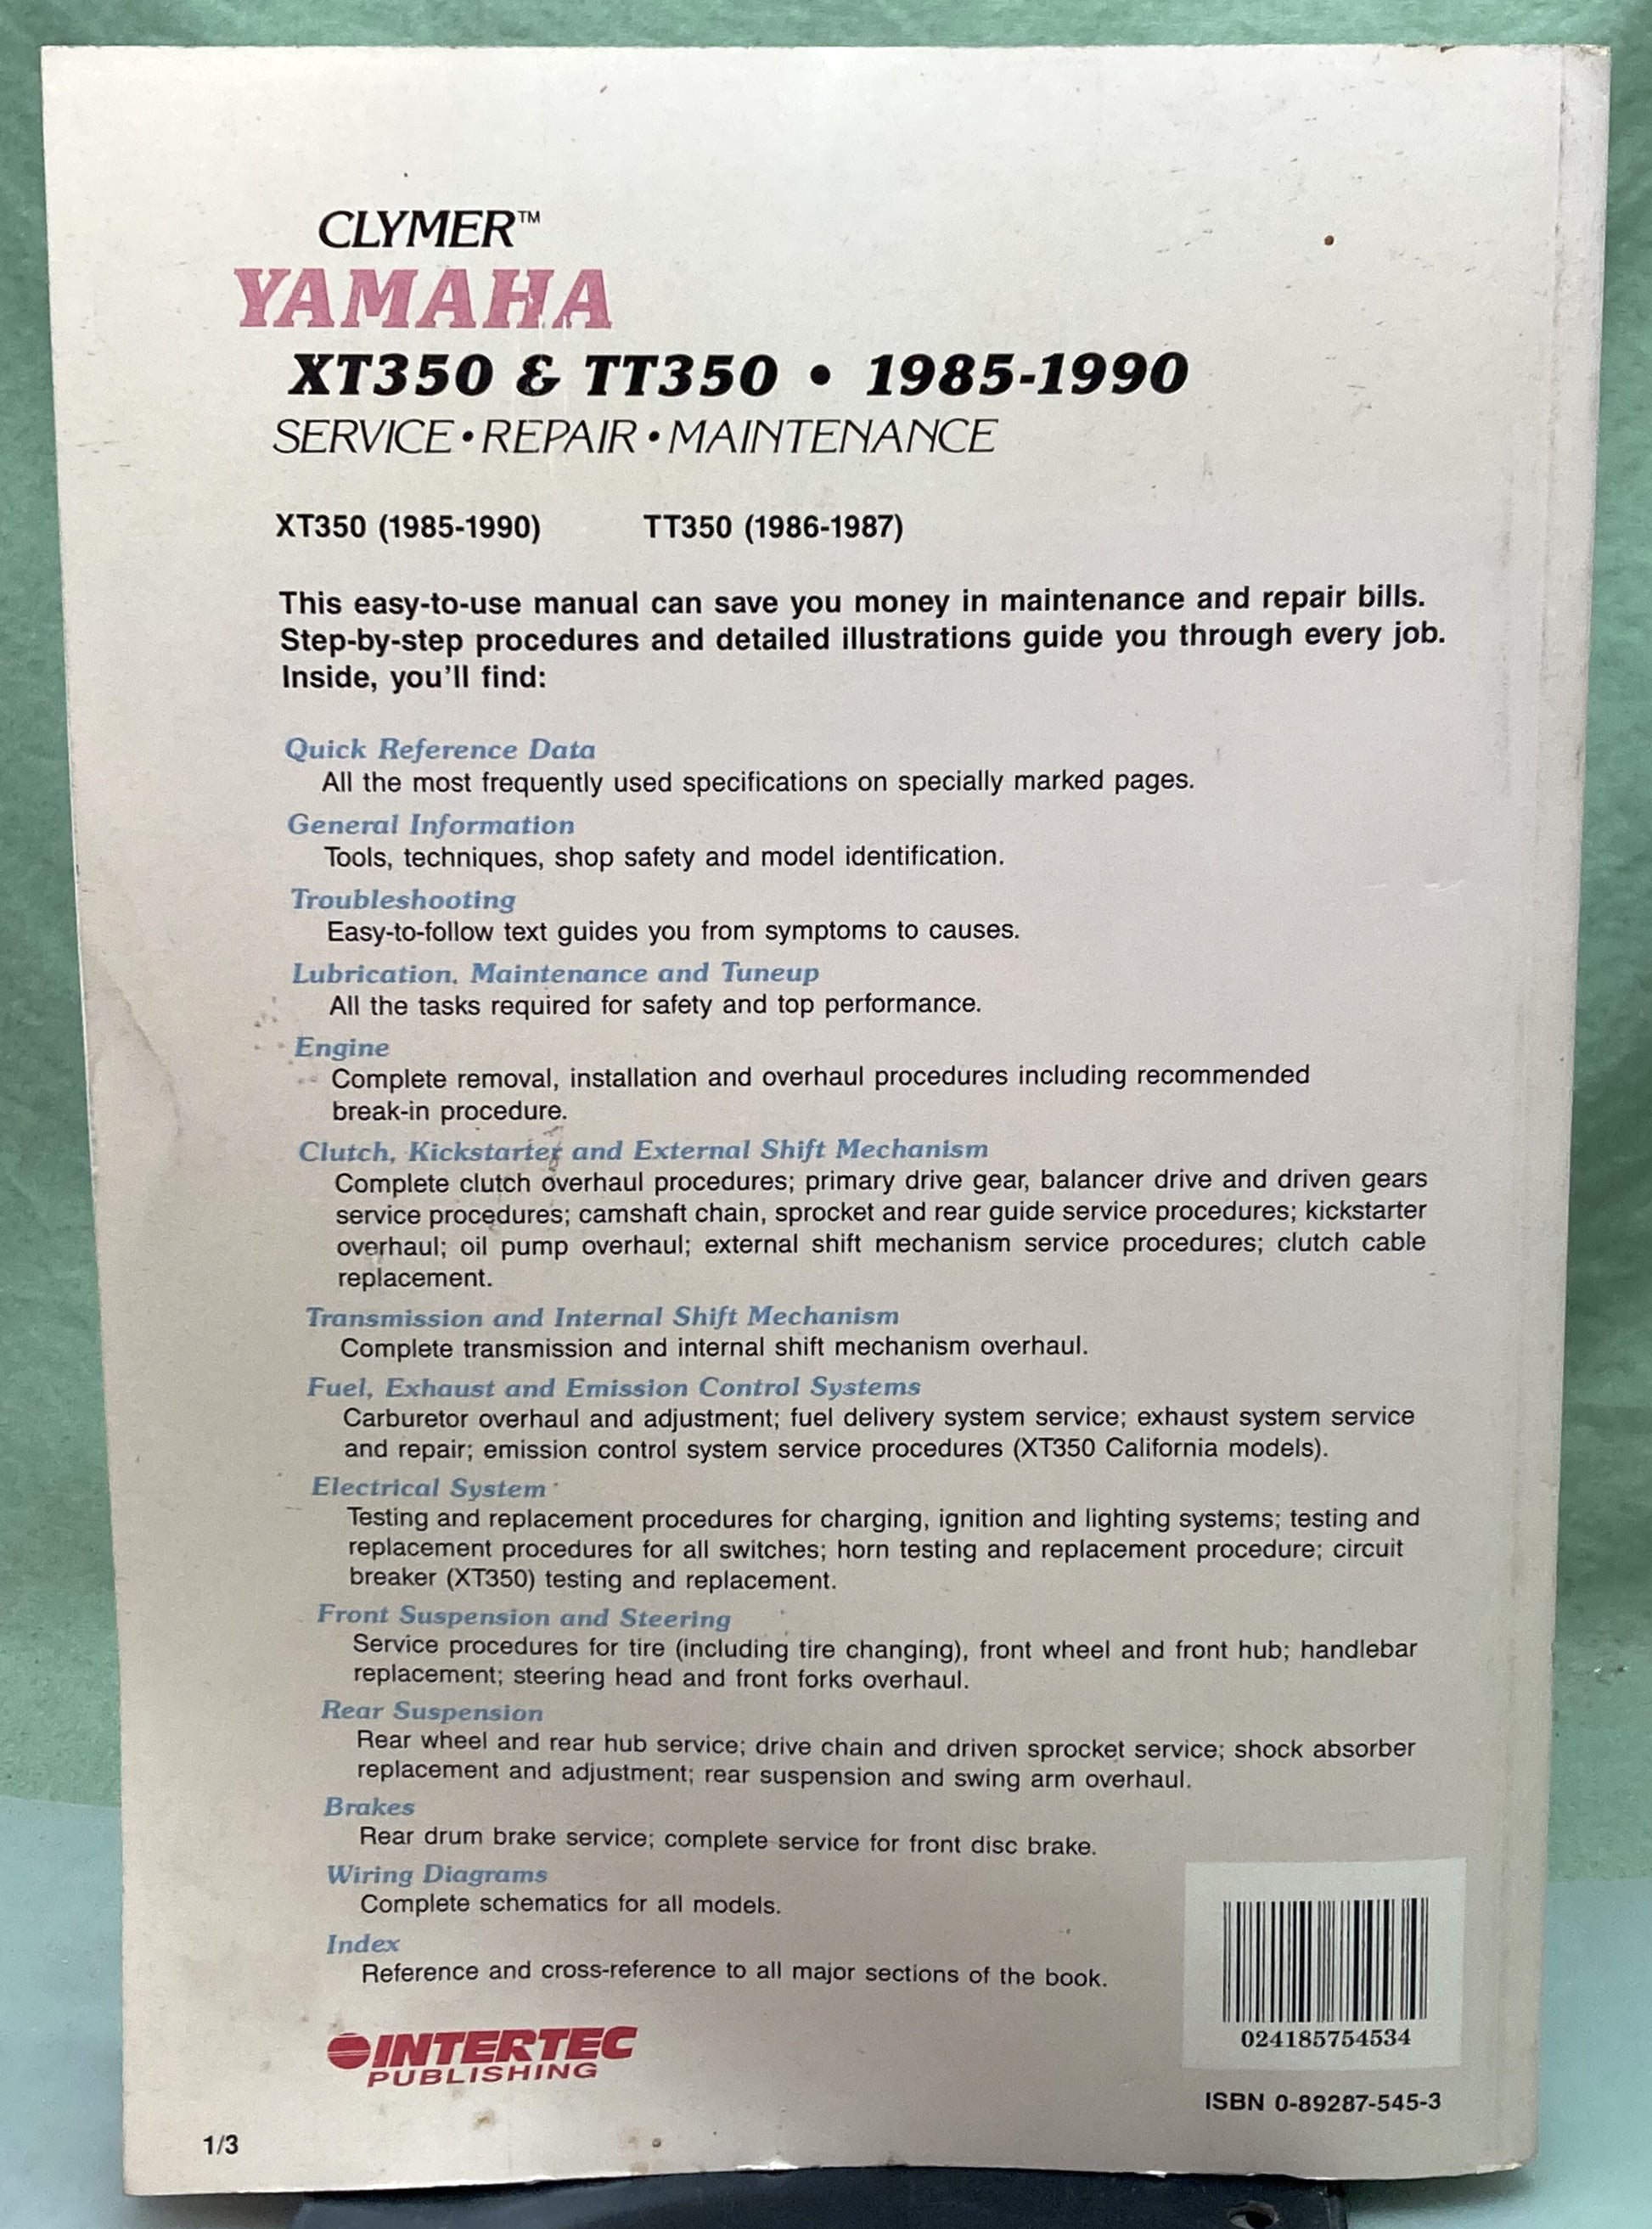 CLYMER™
YAMAHA
XT350 & TT350 • 1985-1990
SERVICE • REPAIR • MAINTENANCE
XT350 (1985-1990) TT350 (1986-1987)
This easy-to-use manual can save you money in maintenance and repair bills.
Step-by-step procedures and detailed illustrations guide you through every job.
Inside, you'll find:
Quick Reference Data
All the most frequently used specifications on specially marked pages.
General Information
Tools, techniques, shop safety and model identification.
Troubleshooting
Easy-to-follow text guides you from symptoms to causes.
Lubrication, Maintenance and Tuneup
All the tasks required for safety and top performance.
Engine
Complete removal, installation and overhaul procedures including recommended
break-in procedure.
Clutch, Kickstarter and External Shift Mechanism
Complete clutch overhaul procedures; primary drive gear, balancer drive and driven gears
service procedures; camshaft chain, sprocket and rear guide service procedures; kickstarter
overhaul; oil pump overhaul; external shift mechanism service procedures; clutch cable
replacement.
Transmission and Internal Shift Mechanism
Complete transmission and internal shift mechanism overhaul.
Fuel, Exhaust and Emission Control Systems
Carburetor overhaul and adjustment; fuel delivery system service; exhaust system service
and repair; emission control system service procedures (XT350 California models).
Electrical System
Testing and replacement procedures for charging, ignition and lighting systems; testing and
replacement procedures for all switches; horn testing and replacement procedure; circuit
breaker (XT350) testing and replacement.
Front Suspension and Steering
Service procedures for tire (including tire changing), front wheel and front hub; handlebar
replacement; steering head and front forks overhaul.
Rear Suspension
Rear wheel and rear hub service; drive chain and driven sprocket service; shock absorber
replacement and adjustment; rear suspension and swing arm overhaul.
Brakes
Rear drum brake service; complete service for front disc brake.
Wiring Diagrams
Complete schematics for all models.
Index
Reference and cross-reference to all major sections of the book.
INTERTEC
PUBLISHING
024185754534
ISBN 0-89287-545-3
1/3